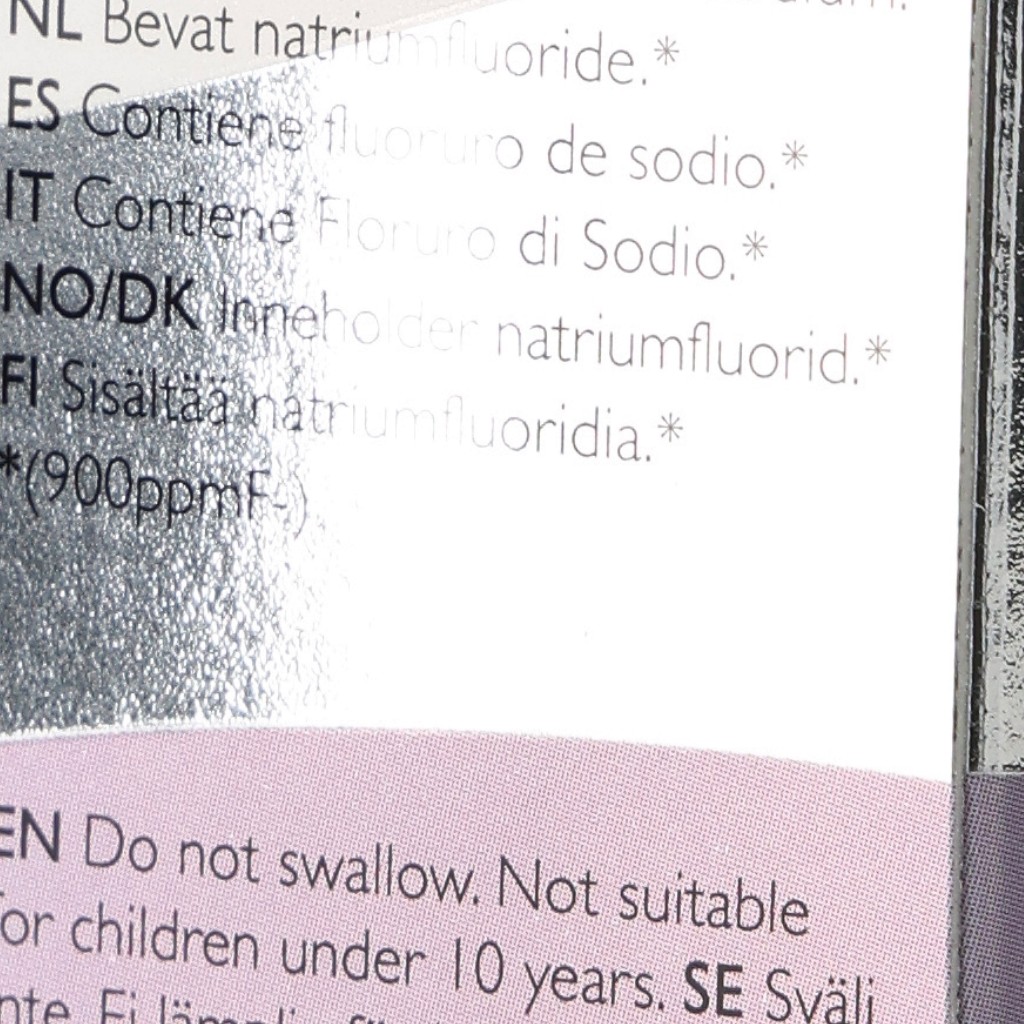 NL Bevat natriumfluoride.*
ES Contiene fluoruro de sodio.*
IT Contiene Floruro di Sodio.*
NO/DK Inneholder natriumfluorid.*
FI Sisältää natriumfluoridia.*
*(900ppmF-)
EN Do not swallow. Not suitable
for children under 10 years. SE Svälj